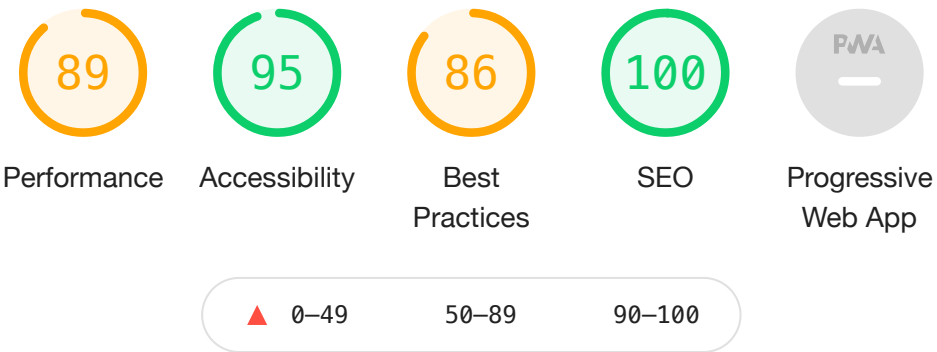 89 95 86 100 PWA
Performance Accessibility Best Practices SEO Progressive Web App
0–49 50–89 90–100